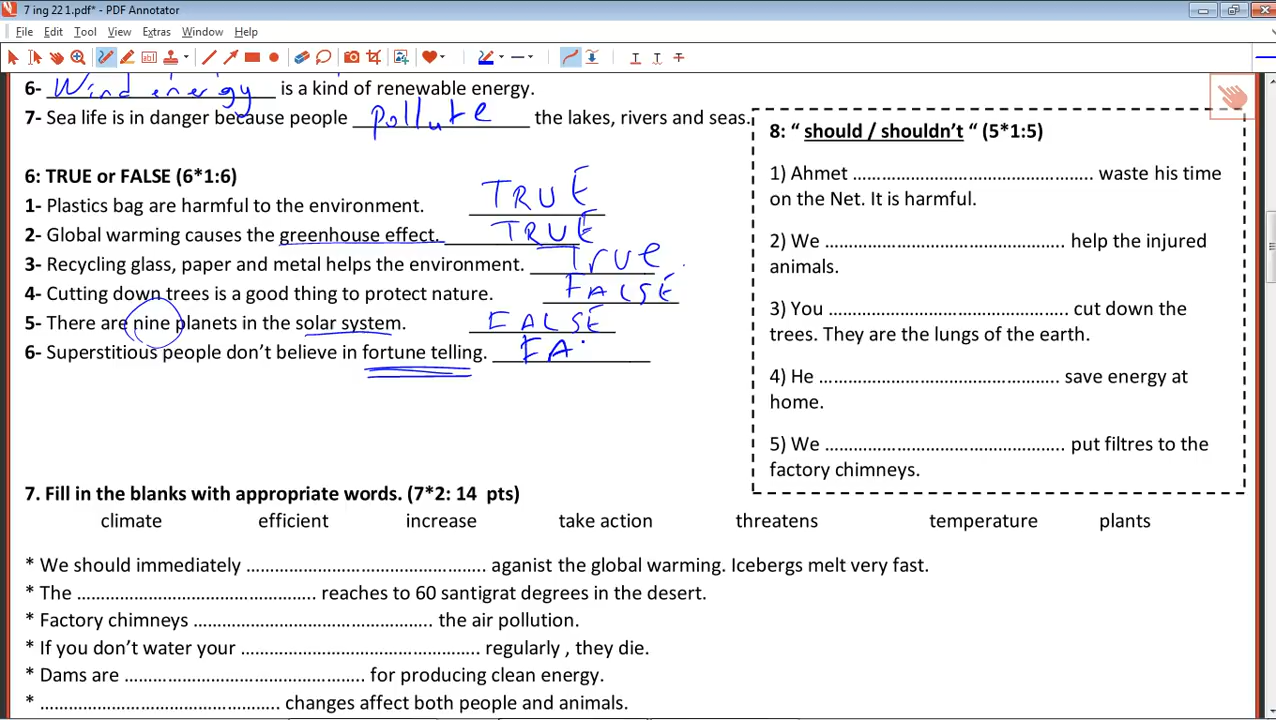 7 ing 22 1.pdf* - PDF Annotator
File Edit Tool View Extras Window Help
6- Wind energy is a kind of renewable energy.
7- Sea life is in danger because people pollute the lakes, rivers and seas.
6: TRUE or FALSE (6*1:6)
1- Plastics bag are harmful to the environment. TRUE
2- Global warming causes the greenhouse effect. TRUE
3- Recycling glass, paper and metal helps the environment. True
4- Cutting down trees is a good thing to protect nature. FALSE
5- There are nine planets in the solar system. FALSE
6- Superstitious people don’t believe in fortune telling. FA
8: “ should / shouldn’t “ (5*1:5)
1) Ahmet ………………………………………… waste his time
on the Net. It is harmful.
2) We ………………………………………… help the injured
animals.
3) You ………………………………………… cut down the
trees. They are the lungs of the earth.
4) He ………………………………………… save energy at
home.
5) We ………………………………………… put filtres to the
factory chimneys.
7. Fill in the blanks with appropriate words. (7*2: 14 pts)
climate efficient increase take action threatens temperature plants
* We should immediately ………………………………………… aganist the global warming. Icebergs melt very fast.
* The ………………………………………… reaches to 60 santigrat degrees in the desert.
* Factory chimneys ………………………………………… the air pollution.
* If you don’t water your ………………………………………… regularly , they die.
* Dams are ………………………………………… for producing clean energy.
* ………………………………………… changes affect both people and animals.